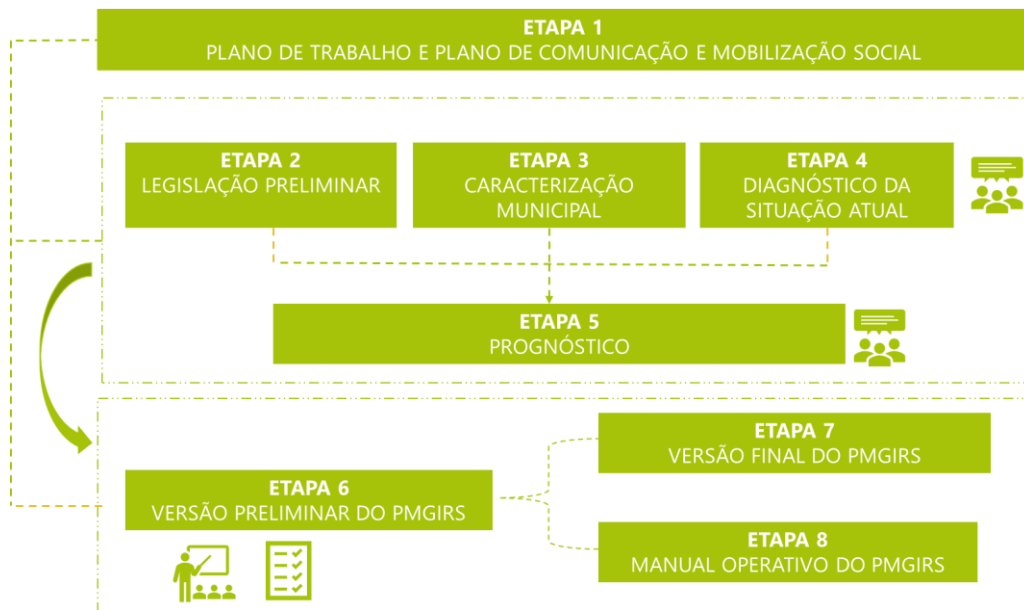 ETAPA 1
PLANO DE TRABALHO E PLANO DE COMUNICAÇÃO E MOBILIZAÇÃO SOCIAL
ETAPA 2
LEGISLAÇÃO PRELIMINAR
ETAPA 3
CARACTERIZAÇÃO
MUNICIPAL
ETAPA 4
DIAGNÓSTICO DA
SITUAÇÃO ATUAL
ETAPA 5
PROGNÓSTICO
ETAPA 6
VERSÃO PRELIMINAR DO PMGIRS
ETAPA 7
VERSÃO FINAL DO PMGIRS
ETAPA 8
MANUAL OPERATIVO DO PMGIRS